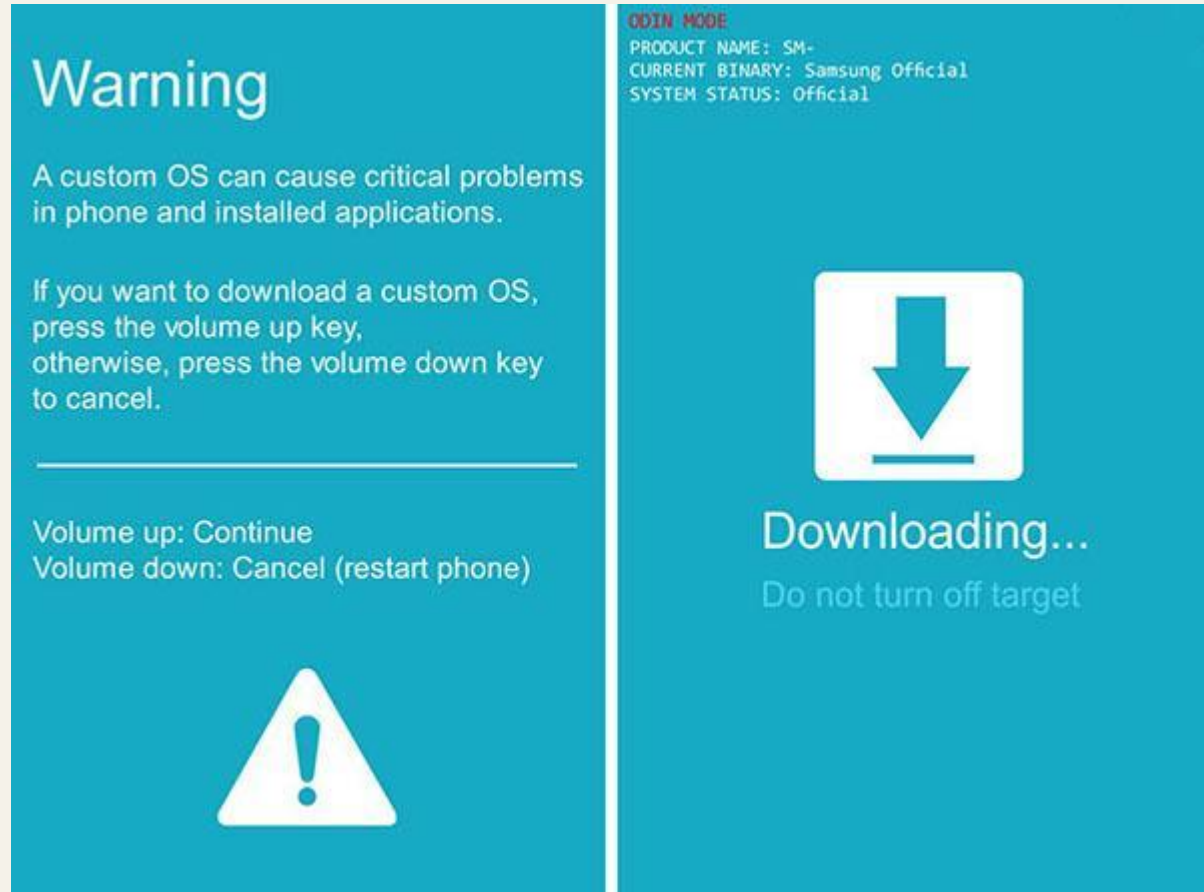 Warning
A custom OS can cause critical problems
in phone and installed applications.
If you want to download a custom OS,
press the volume up key,
otherwise, press the volume down key
to cancel.
Volume up: Continue
Volume down: Cancel (restart phone)
ODIN MODE
PRODUCT NAME: SM-
CURRENT BINARY: Samsung Official
SYSTEM STATUS: Official
Downloading...
Do not turn off target